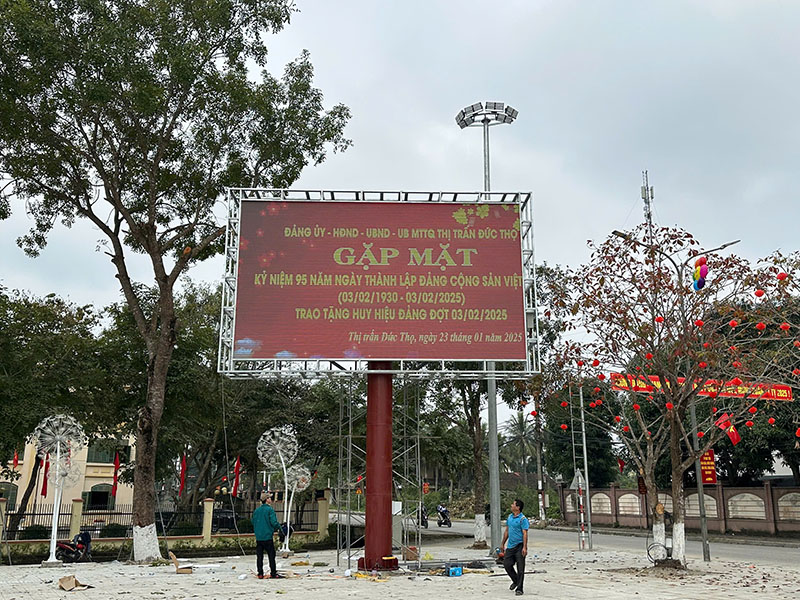 ĐẢNG ỦY - HĐND - UBND - UB MTTQ THỊ TRẤN ĐỨC THỌ
GẶP MẶT
KỶ NIỆM 95 NĂM NGÀY THÀNH LẬP ĐẢNG CỘNG SẢN VIỆT
(03/02/1930 - 03/02/2025)
TRAO TẶNG HUY HIỆU ĐẢNG ĐỢT 03/02/2025
Thị trấn Đức Thọ, ngày 23 tháng 01 năm 2025
TỴ 2025